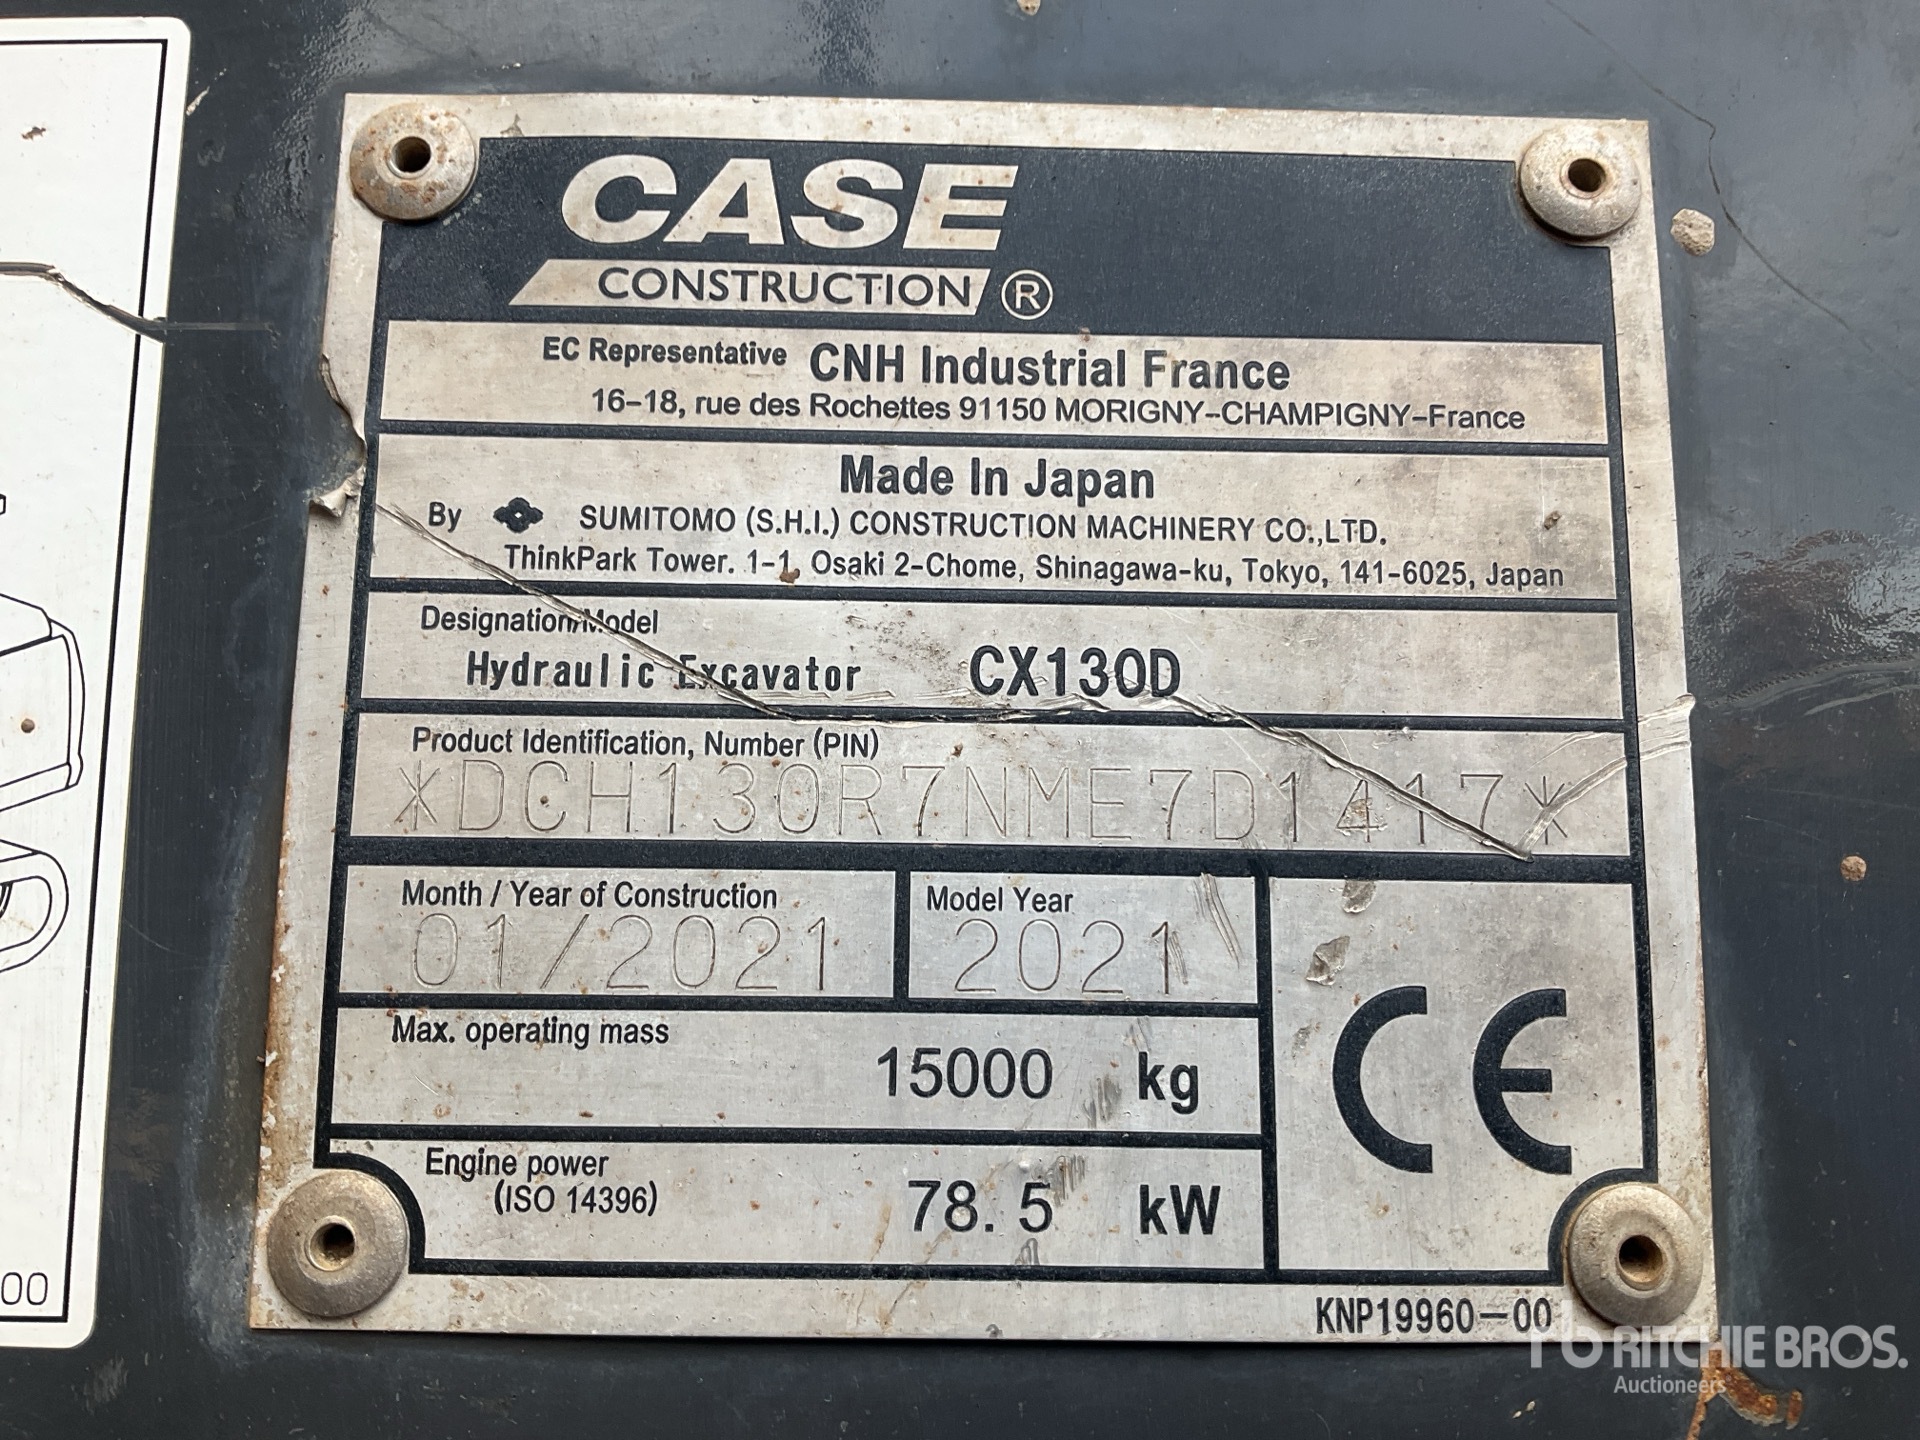 CASE
CONSTRUCTION ®
EC Representative CNH Industrial France
16-18, rue des Rochettes 91150 MORIGNY-CHAMPIGNY-France
Made In Japan
By SUMITOMO (S.H.I.) CONSTRUCTION MACHINERY CO.,LTD.
ThinkPark Tower. 1-1, Osaki 2-Chome, Shinagawa-ku, Tokyo, 141-6025, Japan
Designation/Model
Hydraulic Excavator CX130D
Product Identification, Number (PIN)
*DCH130R7NME7D1417*
Month / Year of Construction
01/2021
Model Year
2021
Max. operating mass
15000 kg
Engine power
(ISO 14396)
78.5 kW
CE
KNP19960-00
00
rb RITCHIE BROS.
Auctioneers